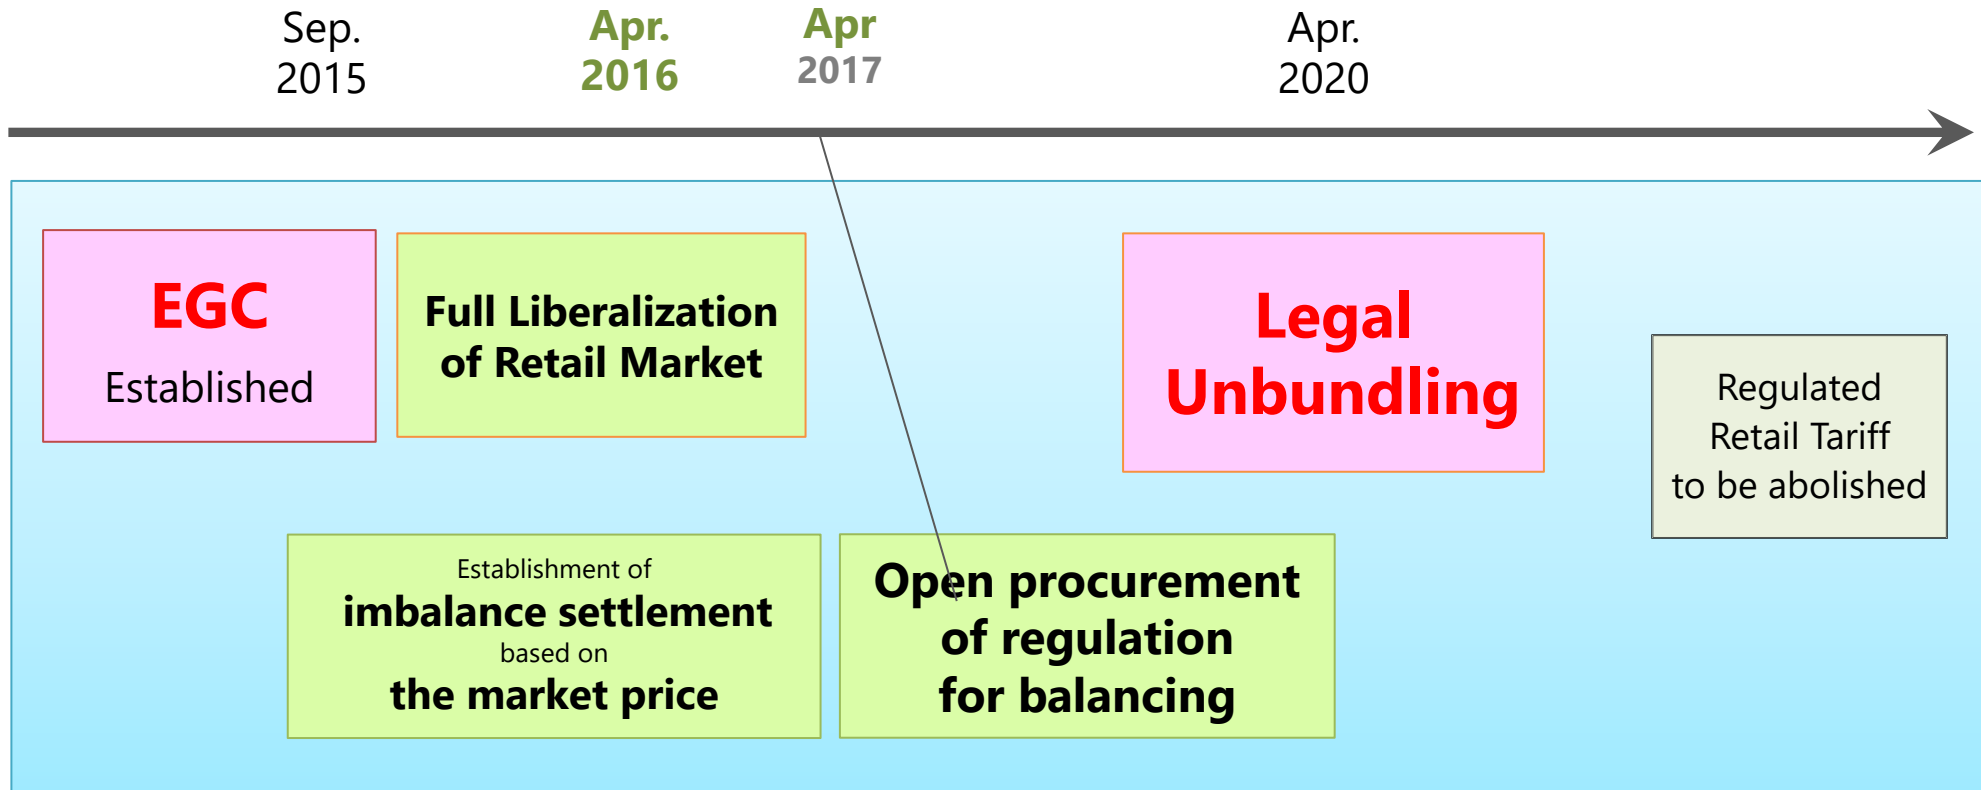 Sep.
2015
Apr.
2016
Apr
2017
Apr.
2020
EGC
Established
Full Liberalization
of Retail Market
Legal
Unbundling
Regulated
Retail Tariff
to be abolished
Establishment of
imbalance settlement
based on
the market price
Open procurement
of regulation
for balancing